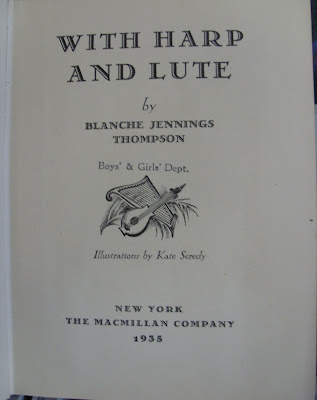 WITH HARP
AND LUTE
by
BLANCHE JENNINGS
THOMPSON
Boys' & Girls' Dept.
Illustrations by Kate Seredy
NEW YORK
THE MACMILLAN COMPANY
1935